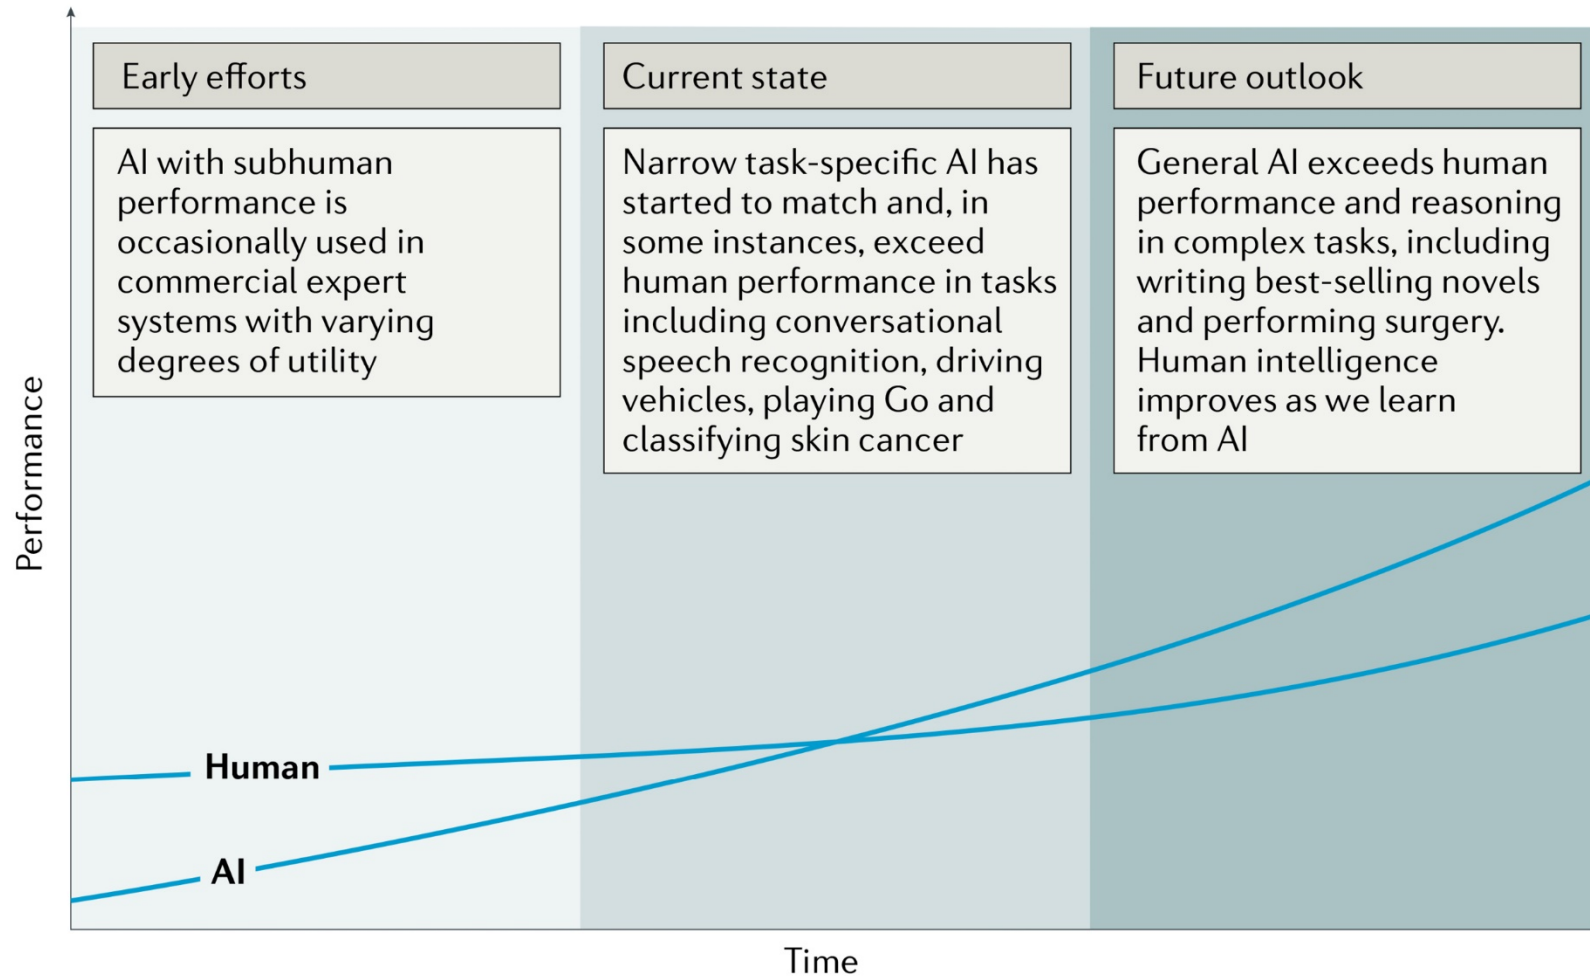 Early efforts
AI with subhuman
performance is
occasionally used in
commercial expert
systems with varying
degrees of utility
Current state
Narrow task-specific AI has
started to match and, in
some instances, exceed
human performance in tasks
including conversational
speech recognition, driving
vehicles, playing Go and
classifying skin cancer
Future outlook
General AI exceeds human
performance and reasoning
in complex tasks, including
writing best-selling novels
and performing surgery.
Human intelligence
improves as we learn
from AI
Performance
Human
AI
Time